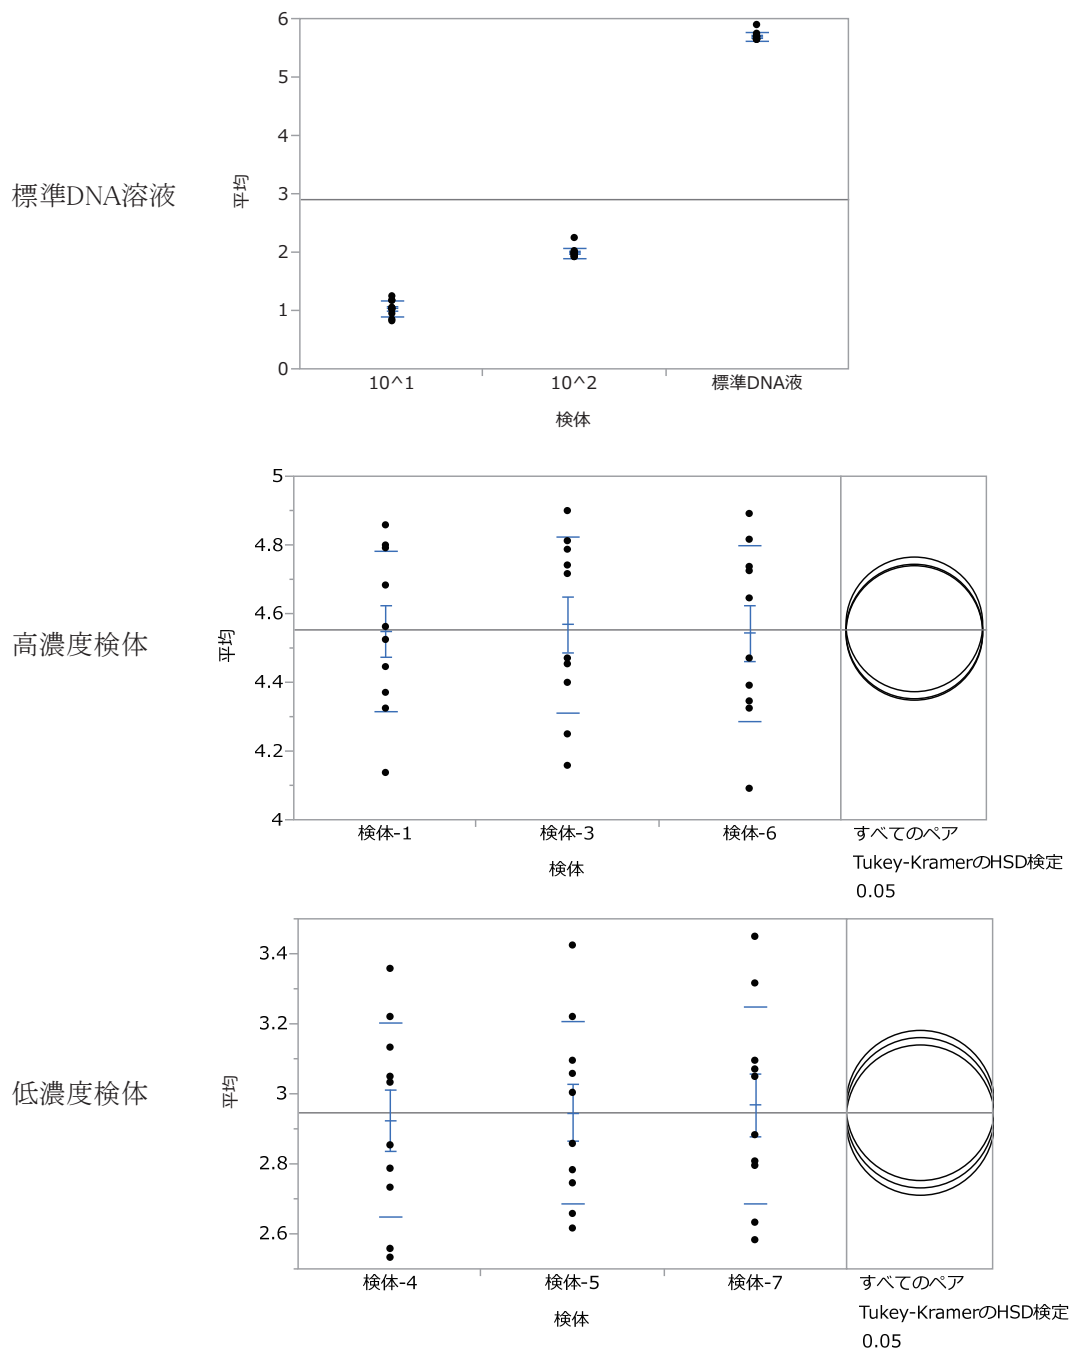 標準DNA溶液
平均
6
5
4
3
2
1
0
10^1
10^2
標準DNA液
検体
高濃度検体
平均
5
4.8
4.6
4.4
4.2
4
検体-1
検体-3
検体-6
すべてのペア
Tukey-KramerのHSD検定
0.05
検体
低濃度検体
平均
3.4
3.2
3
2.8
2.6
検体-4
検体-5
検体-7
すべてのペア
Tukey-KramerのHSD検定
0.05
検体